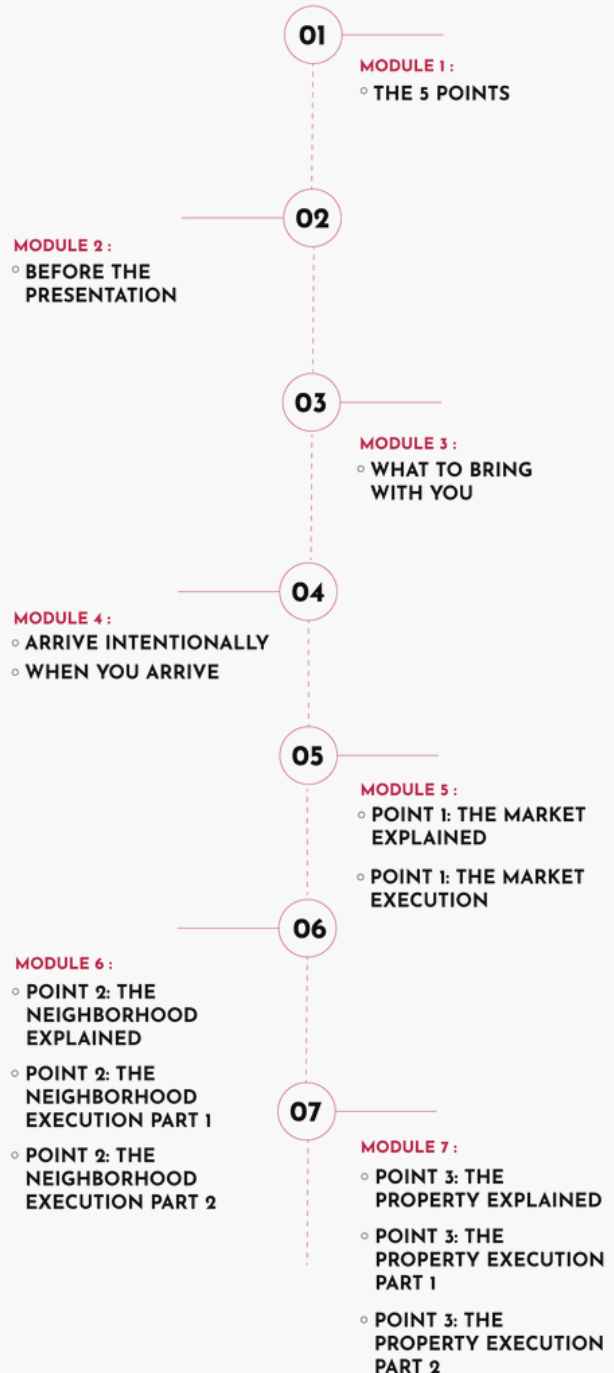 01
MODULE 1 :
THE 5 POINTS
02
MODULE 2 :
BEFORE THE
PRESENTATION
03
MODULE 3 :
WHAT TO BRING
WITH YOU
04
MODULE 4 :
ARRIVE INTENTIONALLY
WHEN YOU ARRIVE
05
MODULE 5 :
POINT 1: THE MARKET
EXPLAINED
POINT 1: THE MARKET
EXECUTION
06
MODULE 6 :
POINT 2: THE
NEIGHBORHOOD
EXPLAINED
POINT 2: THE
NEIGHBORHOOD
EXECUTION PART 1
POINT 2: THE
NEIGHBORHOOD
EXECUTION PART 2
07
MODULE 7 :
POINT 3: THE
PROPERTY EXPLAINED
POINT 3: THE
PROPERTY EXECUTION
PART 1
POINT 3: THE
PROPERTY EXECUTION
PART 2